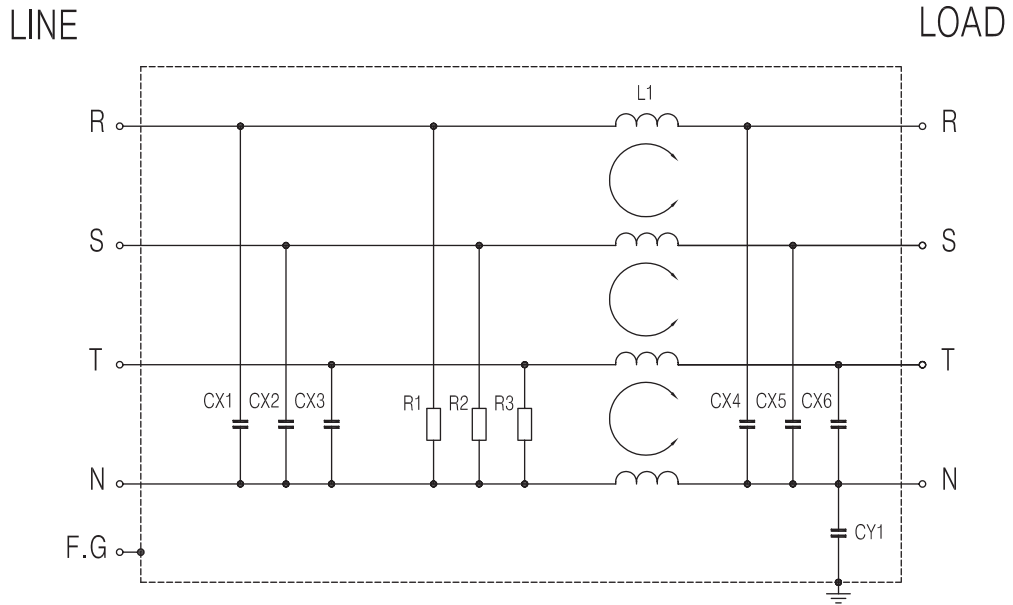 LINE LOAD
L1
R R
S S
T T
CX1 CX2 CX3 R1 R2 R3 CX4 CX5 CX6
N N
CY1
F.G